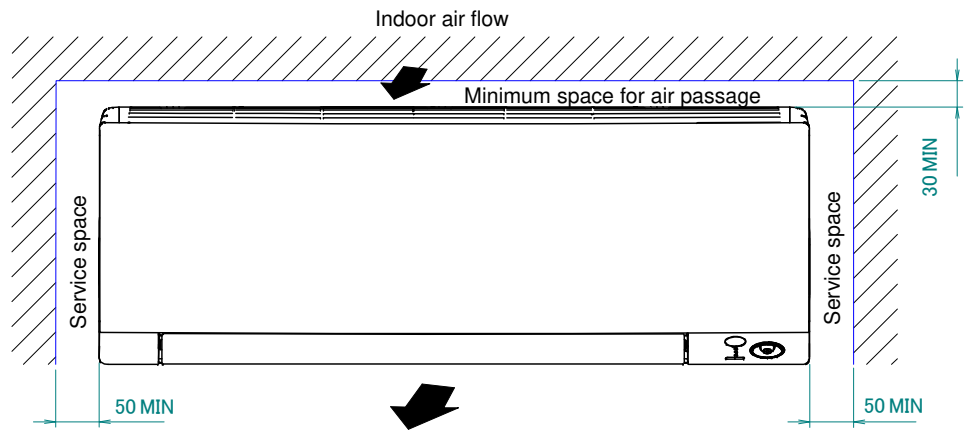 Indoor air flow
Minimum space for air passage
30 MIN
Service space
Service space
50 MIN
50 MIN